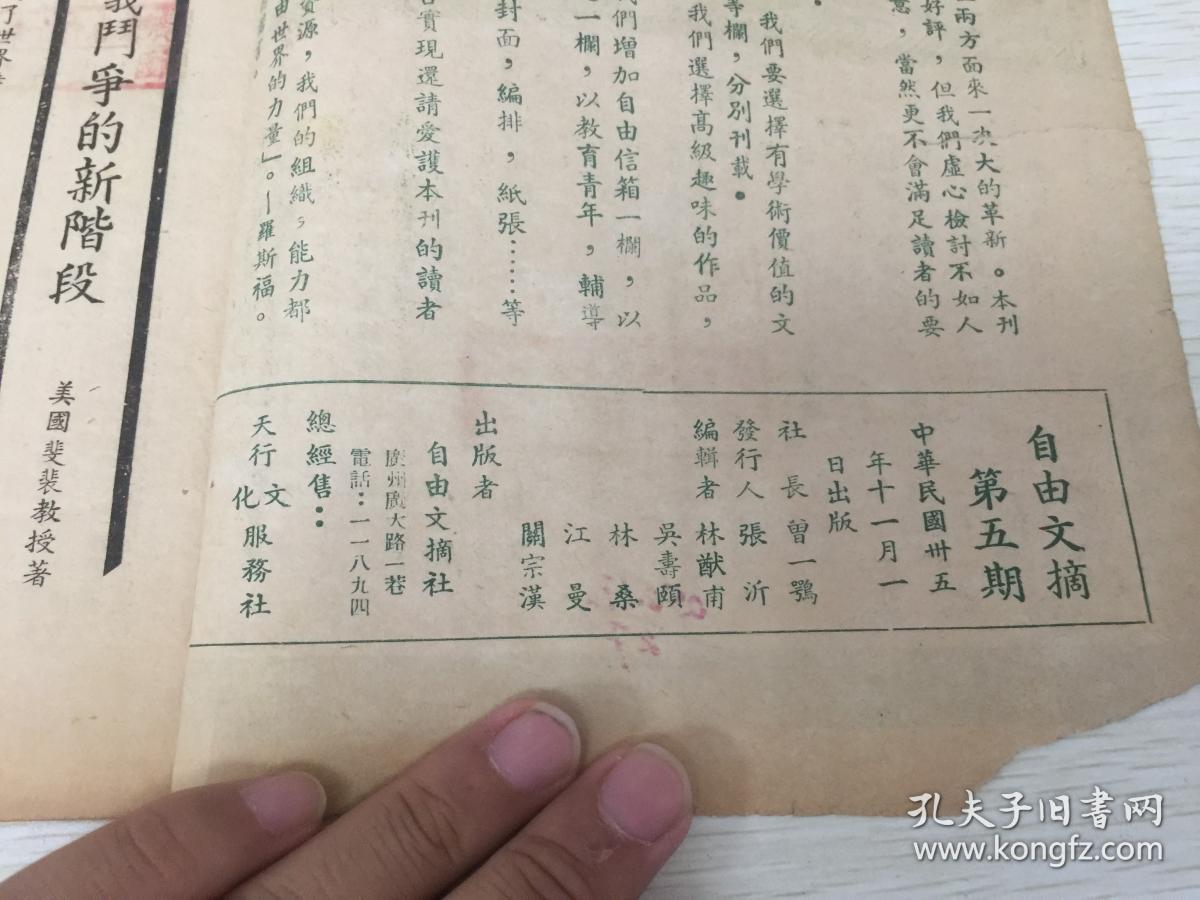 二兩方面來一次大的革新。本刊
好評，但我們虛心檢討不如人
意，當然更不會滿足讀者的要
我們要選擇有學術價值的文
等欄，分別刊載。
我們選擇高級趣味的作品，
們增加自由信箱一欄，以
一欄，以教育青年，輔導
封面，編排，紙張……等
實現還請愛護本刊的讀者
資源，我們的組織，能力都
由世界的力量」。—羅斯福。
自由文摘
第五期
中華民國卅五
年十一月一
日出版
社長 曾一鶚
發行人 張沂
編輯者 林猷甫
吳壽頤
林桑
江曼
關宗漢
出版者
自由文摘社
廣州廣大路一巷
電話：一一八九四
總經售：
天行文化服務社
我鬥爭的新階段
美國斐裴教授著
了世界
孔夫子旧书网
www.kongfz.com